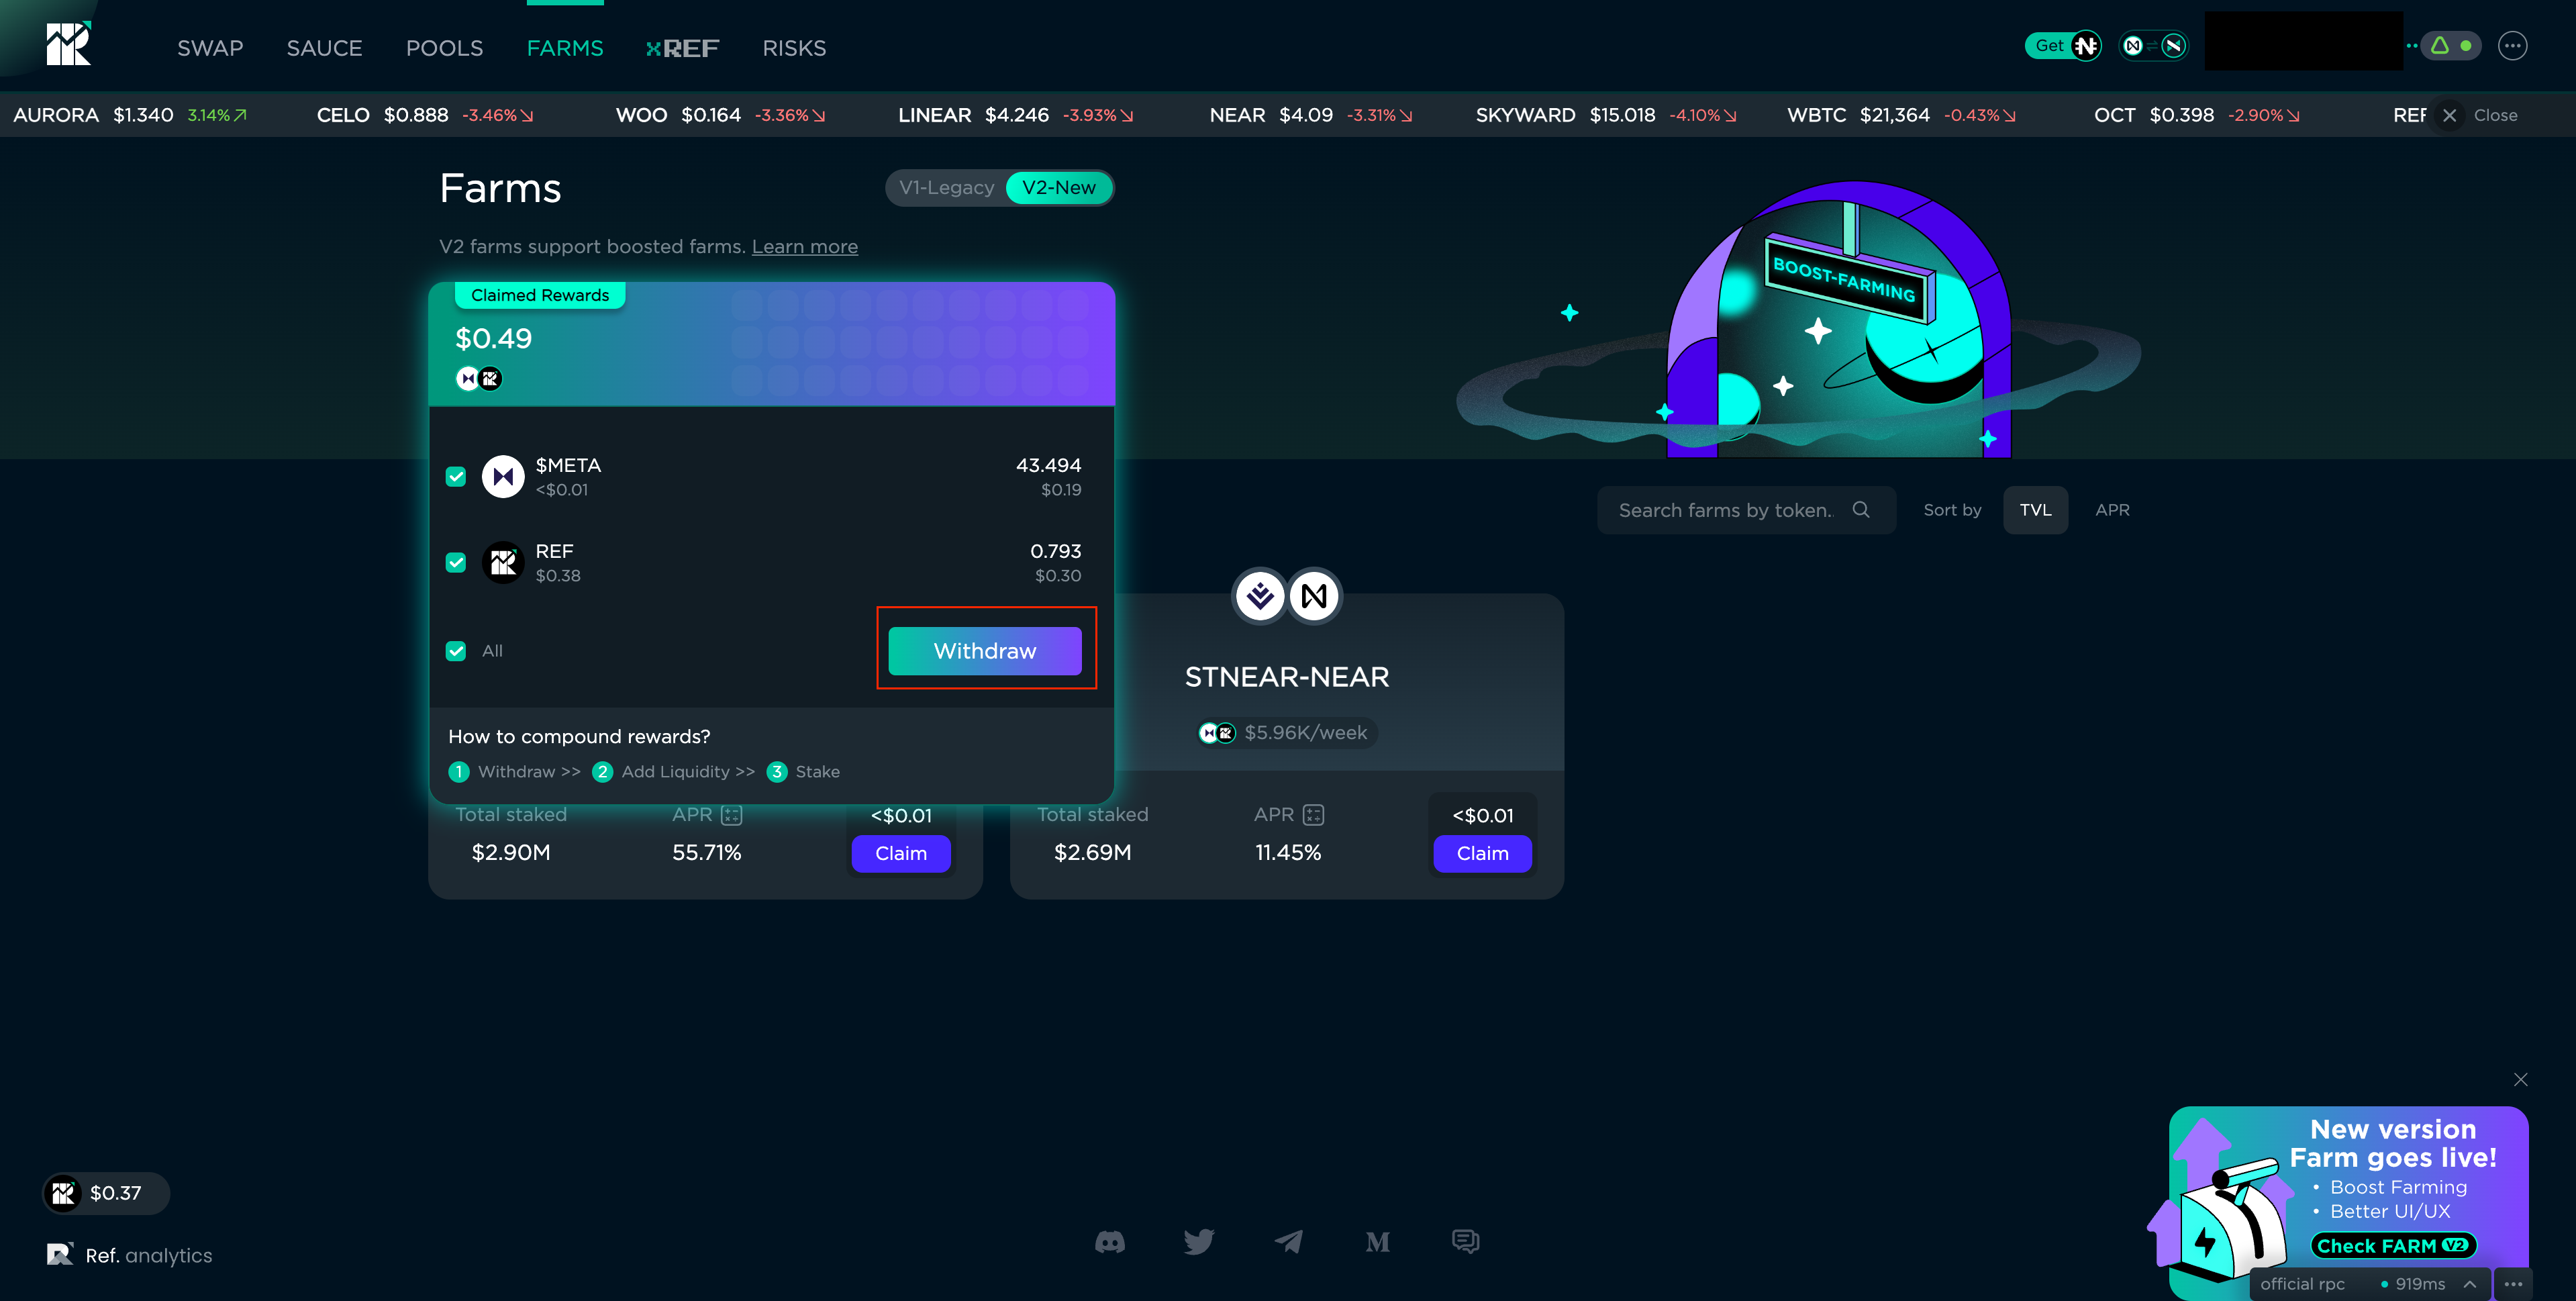 SWAP SAUCE POOLS FARMS xREF RISKS Get
AURORA $1.340 3.14% CELO $0.888 -3.46% WOO $0.164 -3.36% LINEAR $4.246 -3.93% NEAR $4.09 -3.31% SKYWARD $15.018 -4.10% WBTC $21,364 -0.43% OCT $0.398 -2.90% REF Close
Farms V1-Legacy V2-New
V2 farms support boosted farms. Learn more
BOOST-FARMING
Claimed Rewards
$0.49
$META 43.494
<$0.01 $0.19
REF 0.793
$0.38 $0.30
All Withdraw
How to compound rewards?
1 Withdraw >> 2 Add Liquidity >> 3 Stake
Search farms by token.. Sort by TVL APR
STNEAR-NEAR
$5.96K/week
Total staked APR <$0.01
$2.90M 55.71% Claim
Total staked APR <$0.01
$2.69M 11.45% Claim
New version
Farm goes live!
• Boost Farming
• Better UI/UX
Check FARM V2
$0.37
Ref. analytics
official rpc • 919ms